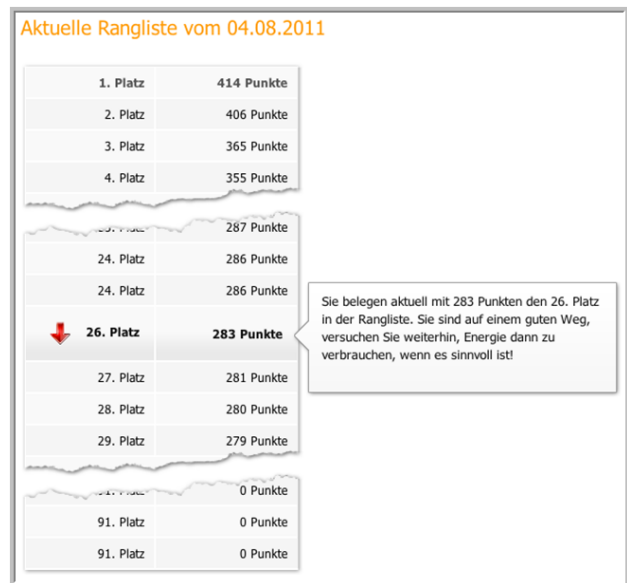 Aktuelle Rangliste vom 04.08.2011
1. Platz 414 Punkte
2. Platz 406 Punkte
3. Platz 365 Punkte
4. Platz 355 Punkte
287 Punkte
24. Platz 286 Punkte
24. Platz 286 Punkte
26. Platz 283 Punkte
Sie belegen aktuell mit 283 Punkten den 26. Platz
in der Rangliste. Sie sind auf einem guten Weg,
versuchen Sie weiterhin, Energie dann zu
verbrauchen, wenn es sinnvoll ist!
27. Platz 281 Punkte
28. Platz 280 Punkte
29. Platz 279 Punkte
0 Punkte
91. Platz 0 Punkte
91. Platz 0 Punkte